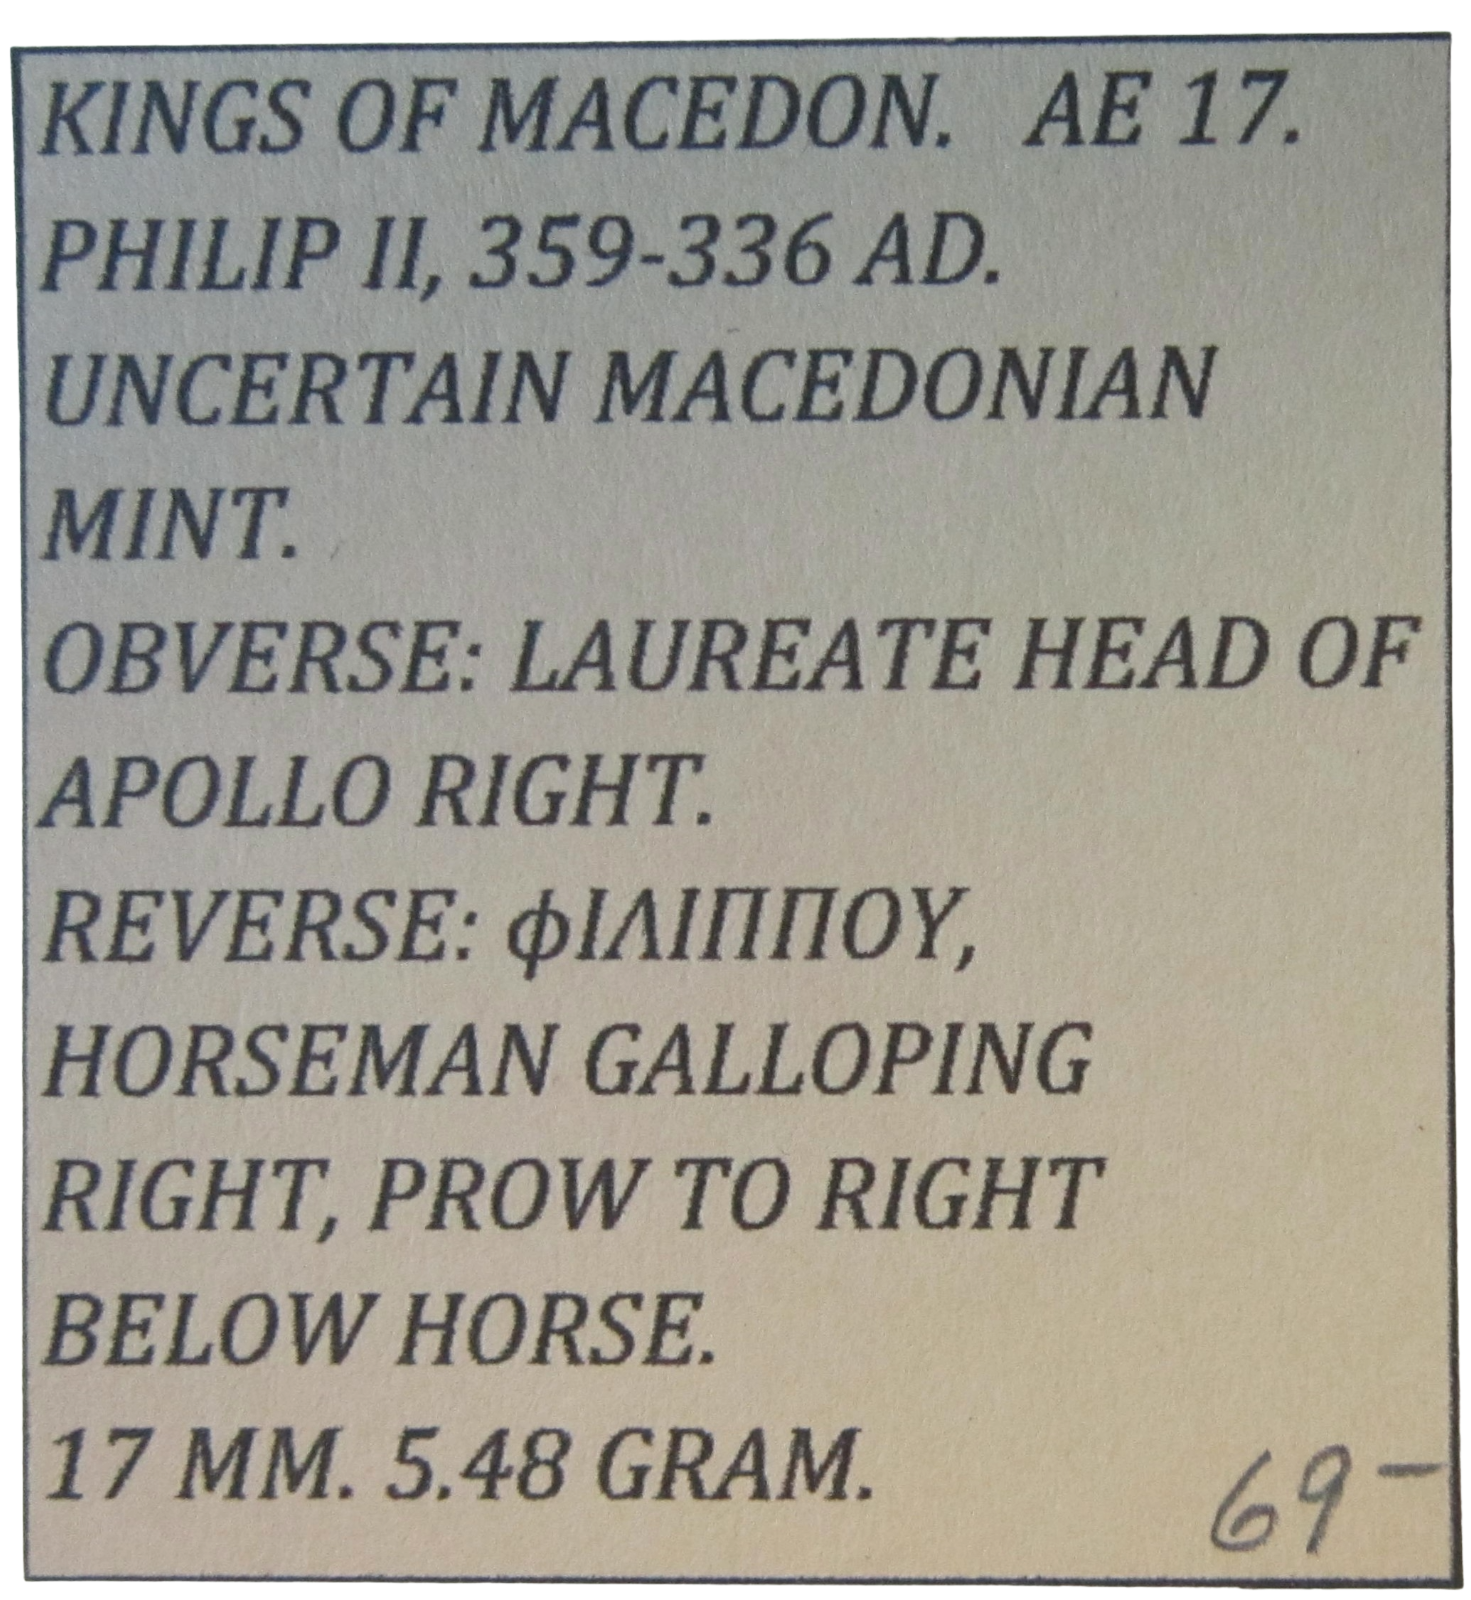 KINGS OF MACEDON. AE 17.
PHILIP II, 359-336 AD.
UNCERTAIN MACEDONIAN
MINT.
OBVERSE: LAUREATE HEAD OF
APOLLO RIGHT.
REVERSE: ϕΙΛΙΠΠΟΥ,
HORSEMAN GALLOPING
RIGHT, PROW TO RIGHT
BELOW HORSE.
17 MM. 5.48 GRAM.
69-